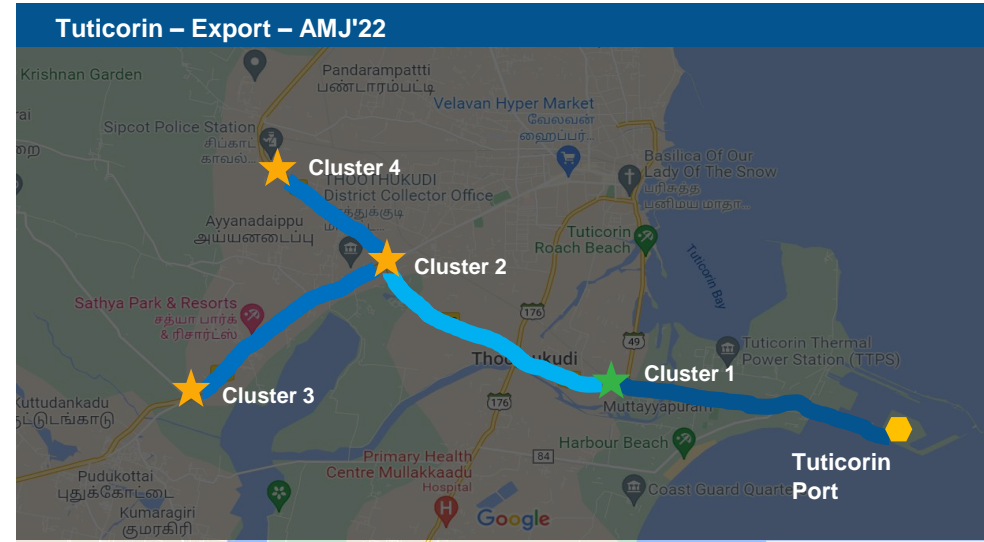 Tuticorin – Export – AMJ'22
Krishnan Garden
Pandarampattti
பண்டாரம்பட்டி
Velavan Hyper Market
வேலவன்
ஹைப்பர்...
Sipcot Police Station
சிப்காட்
காவல்...
Cluster 4
Basilica Of Our
Lady Of The Snow
பரிசுத்த
பனிமய மாதா...
THOOTHUKUDI
District Collector Office
Ayyanadaippu
அய்யனடைப்பு
Tuticorin
Roach Beach
Cluster 2
Tuticorin Bay
Sathya Park & Resorts
சத்யா பார்க்
& ரிசார்ட்ஸ்
176
49
Tuticorin Thermal
Power Station (TTPS)
Cluster 1
Cluster 3
Kuttudankadu
176
Muttayyapuram
Harbour Beach
84
Primary Health
Centre Mullakkaadu
Hospital
Tuticorin
Port
Pudukottai
புதுக்கோட்டை
Coast Guard Quarte
Kumaragiri
குமரகிரி
H
Google